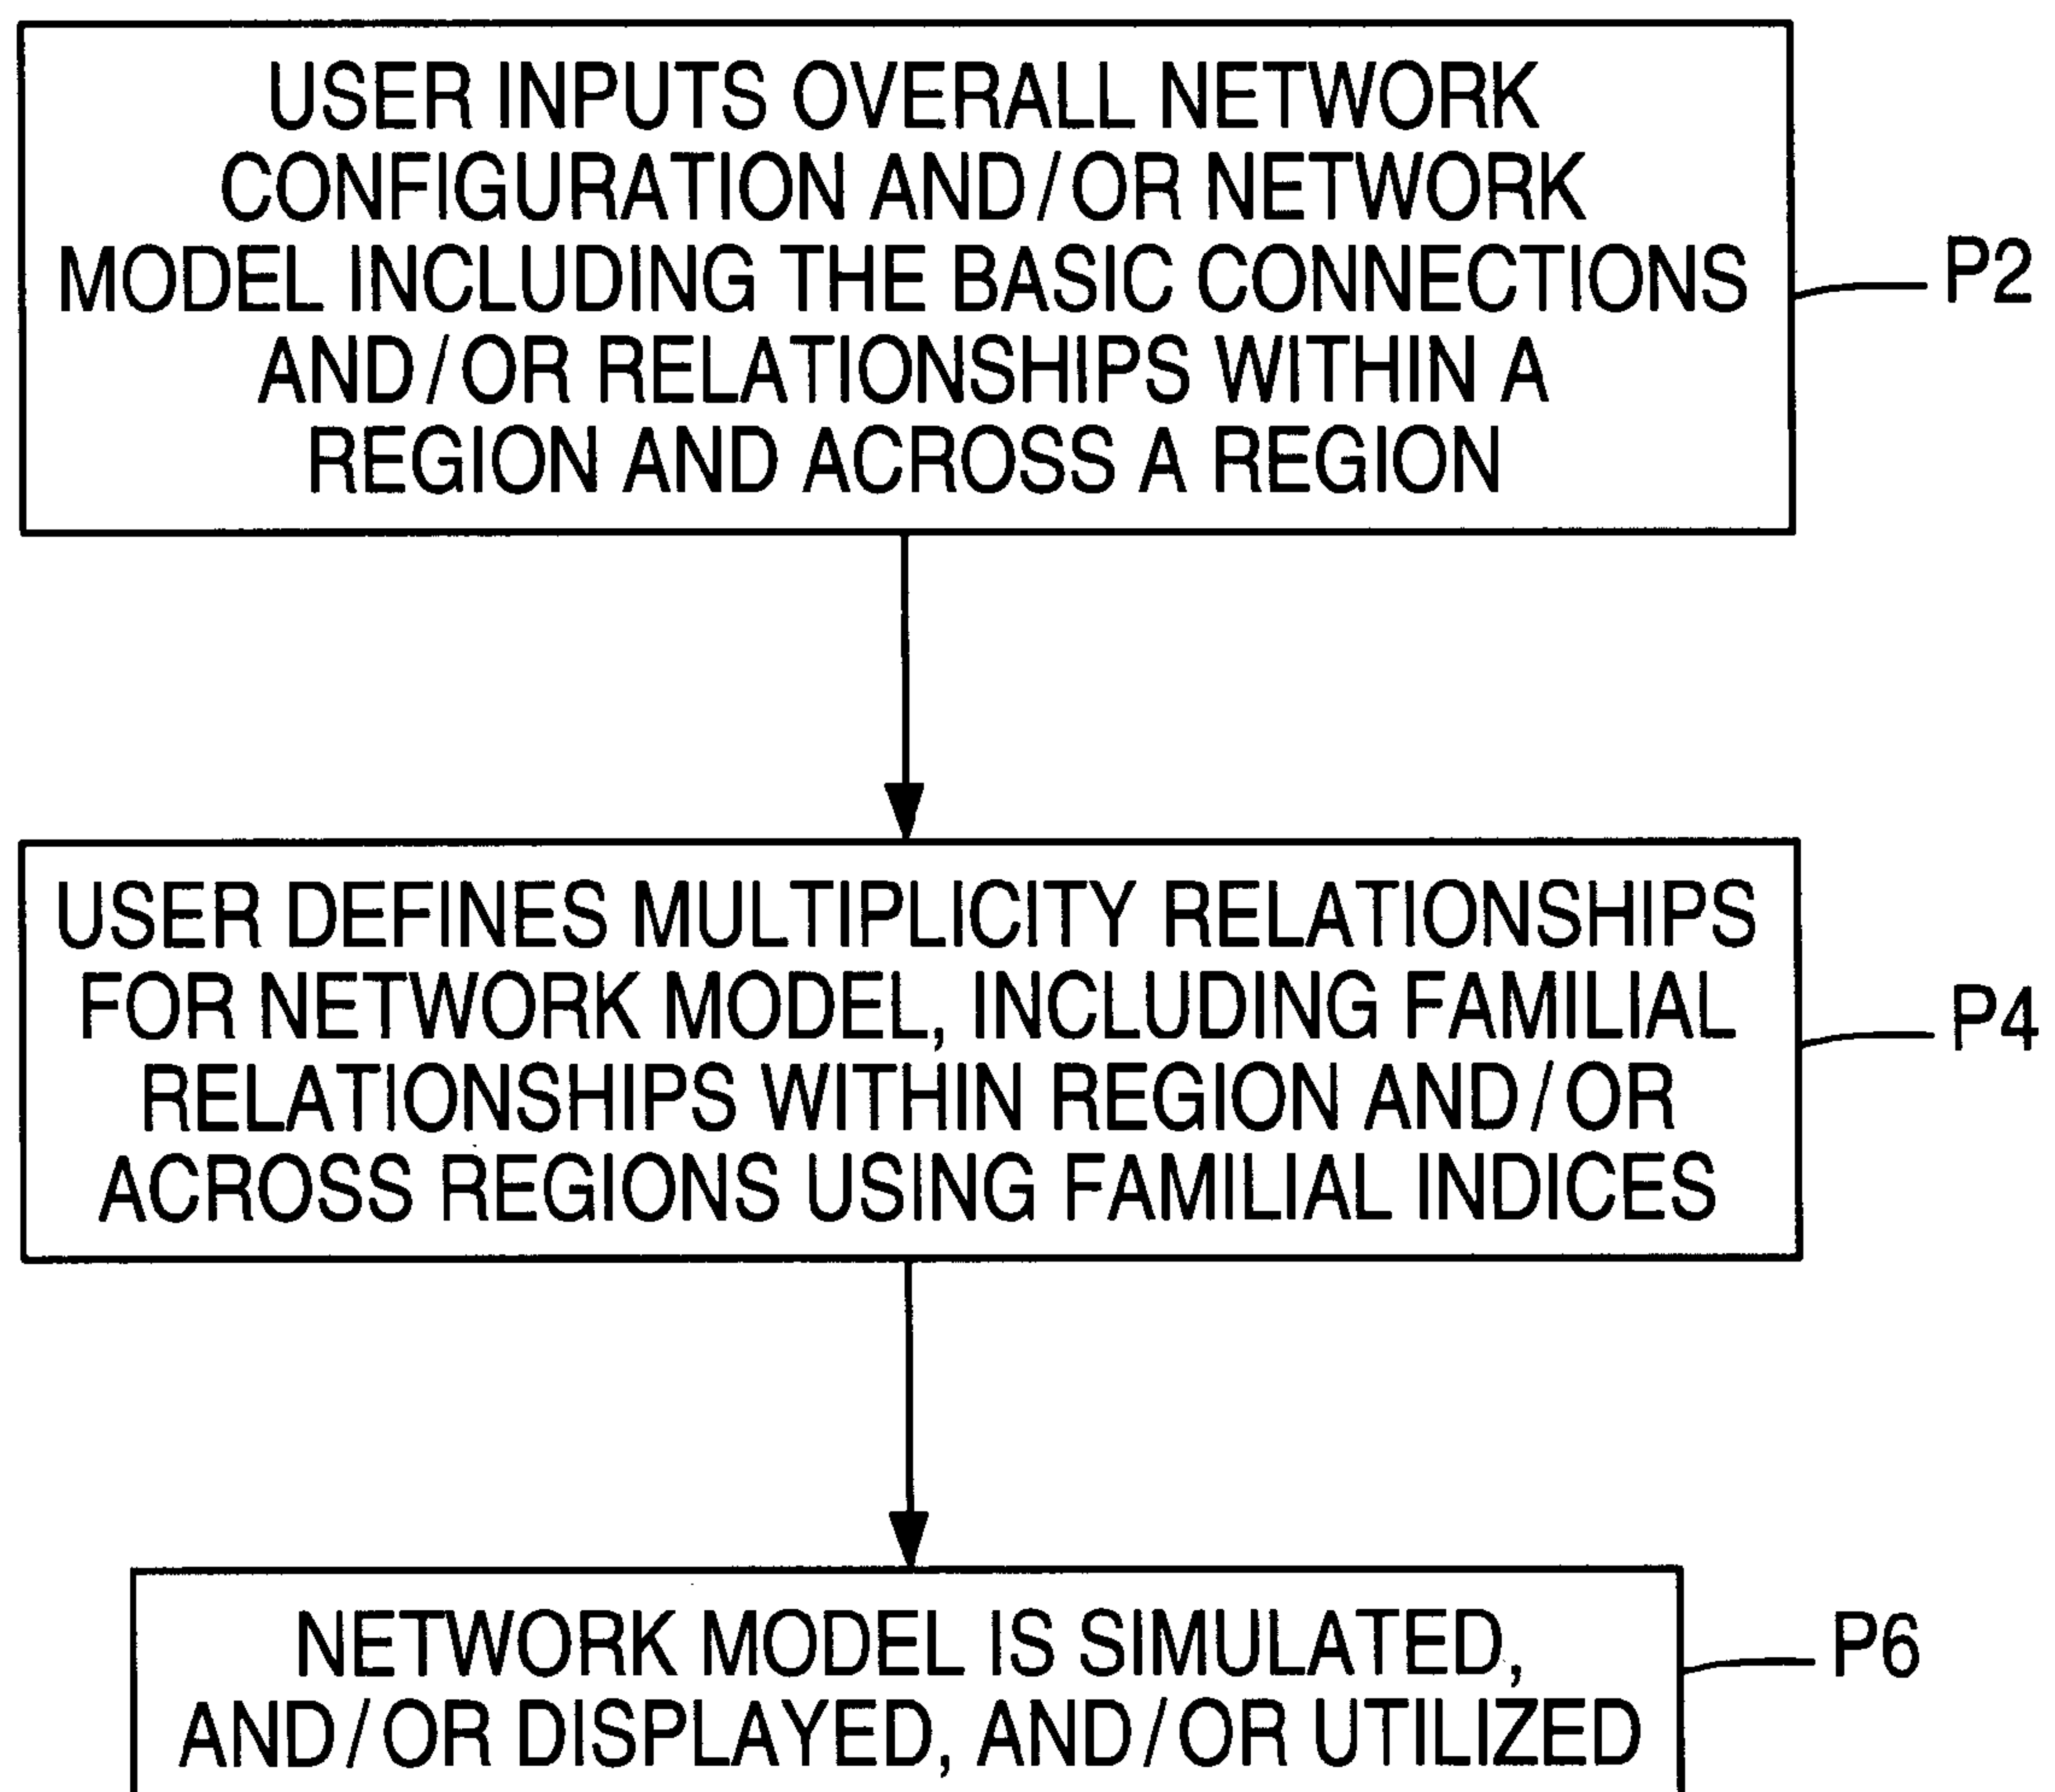 USER INPUTS OVERALL NETWORK
CONFIGURATION AND/OR NETWORK
MODEL INCLUDING THE BASIC CONNECTIONS
AND/OR RELATIONSHIPS WITHIN A
REGION AND ACROSS A REGION
P2
USER DEFINES MULTIPLICITY RELATIONSHIPS
FOR NETWORK MODEL, INCLUDING FAMILIAL
RELATIONSHIPS WITHIN REGION AND/OR
ACROSS REGIONS USING FAMILIAL INDICES
P4
NETWORK MODEL IS SIMULATED,
AND/OR DISPLAYED, AND/OR UTILIZED
P6